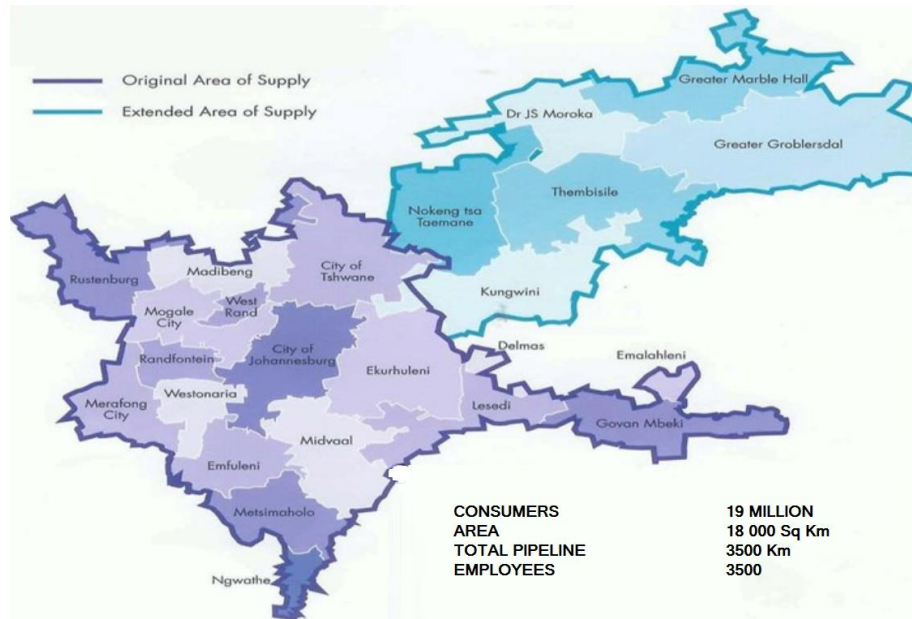 Original Area of Supply
Extended Area of Supply
Greater Marble Hall
Dr JS Moroka
Greater Groblersdal
Thembisile
Nokeng tsa
Taemane
City of
Tshwane
Madibeng
Rustenburg
Kungwini
West
Rand
Mogale
City
City of
Johannesburg
Delmas
Randfontein
Emalahleni
Ekurhuleni
Westonaria
Merafong
City
Lesedi
Govan Mbeki
Midvaal
Emfuleni
Metsimaholo
Ngwathe
CONSUMERS 19 MILLION
AREA 18 000 Sq Km
TOTAL PIPELINE 3500 Km
EMPLOYEES 3500